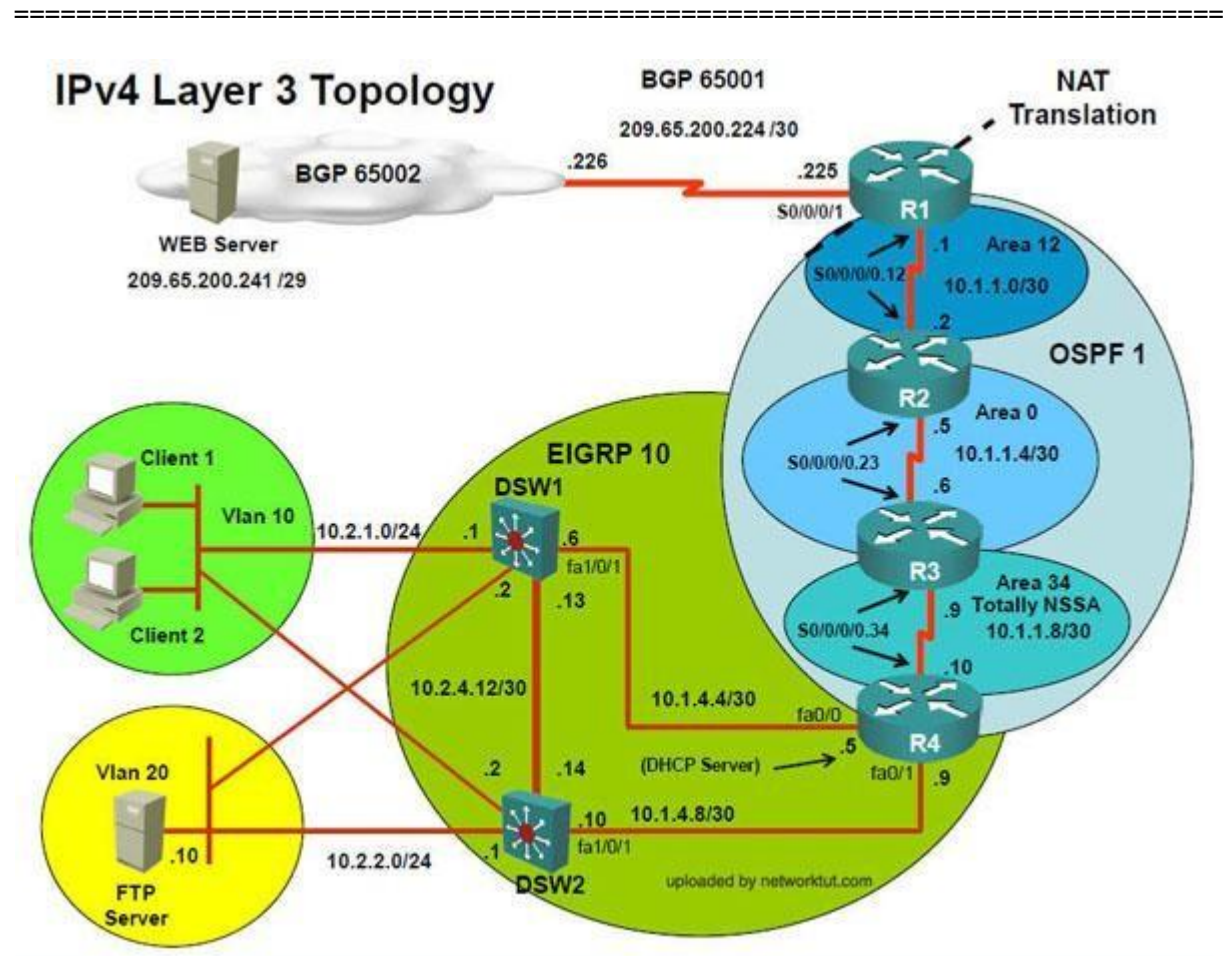 IPv4 Layer 3 Topology
BGP 65001
209.65.200.224 /30
NAT
Translation
BGP 65002
.226
.225
S0/0/0/1
R1
WEB Server
209.65.200.241 /29
.1
Area 12
S0/0/0/0.12
10.1.1.0/30
.2
OSPF 1
R2
Area 0
.5
10.1.1.4/30
S0/0/0/0.23
.6
R3
Area 34
Totally NSSA
10.1.1.8/30
.9
S0/0/0/0.34
.10
R4
EIGRP 10
Client 1
Vlan 10
Client 2
10.2.1.0/24
DSW1
.1
.6
fa1/0/1
.2
.13
10.2.4.12/30
10.1.4.4/30
fa0/0
.5
(DHCP Server)
fa0/1
.9
Vlan 20
.2
.14
.10
10.1.4.8/30
fa1/0/1
.10
10.2.2.0/24
.1
DSW2
FTP
Server
uploaded by networktut.com